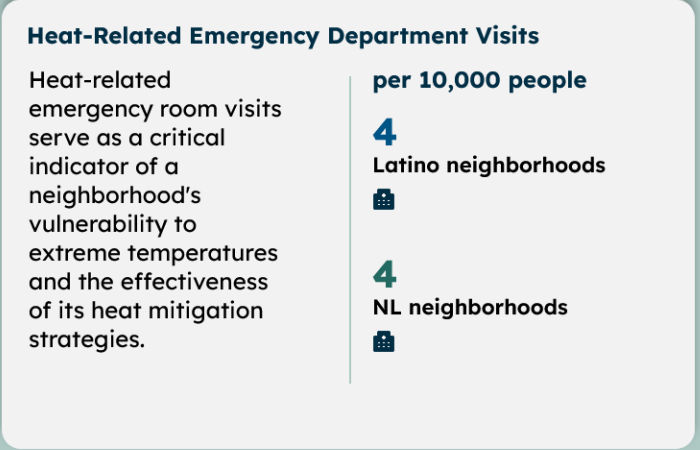 Heat-Related Emergency Department Visits
Heat-related
emergency room visits
serve as a critical
indicator of a
neighborhood's
vulnerability to
extreme temperatures
and the effectiveness
of its heat mitigation
strategies.
per 10,000 people
4
Latino neighborhoods
4
NL neighborhoods